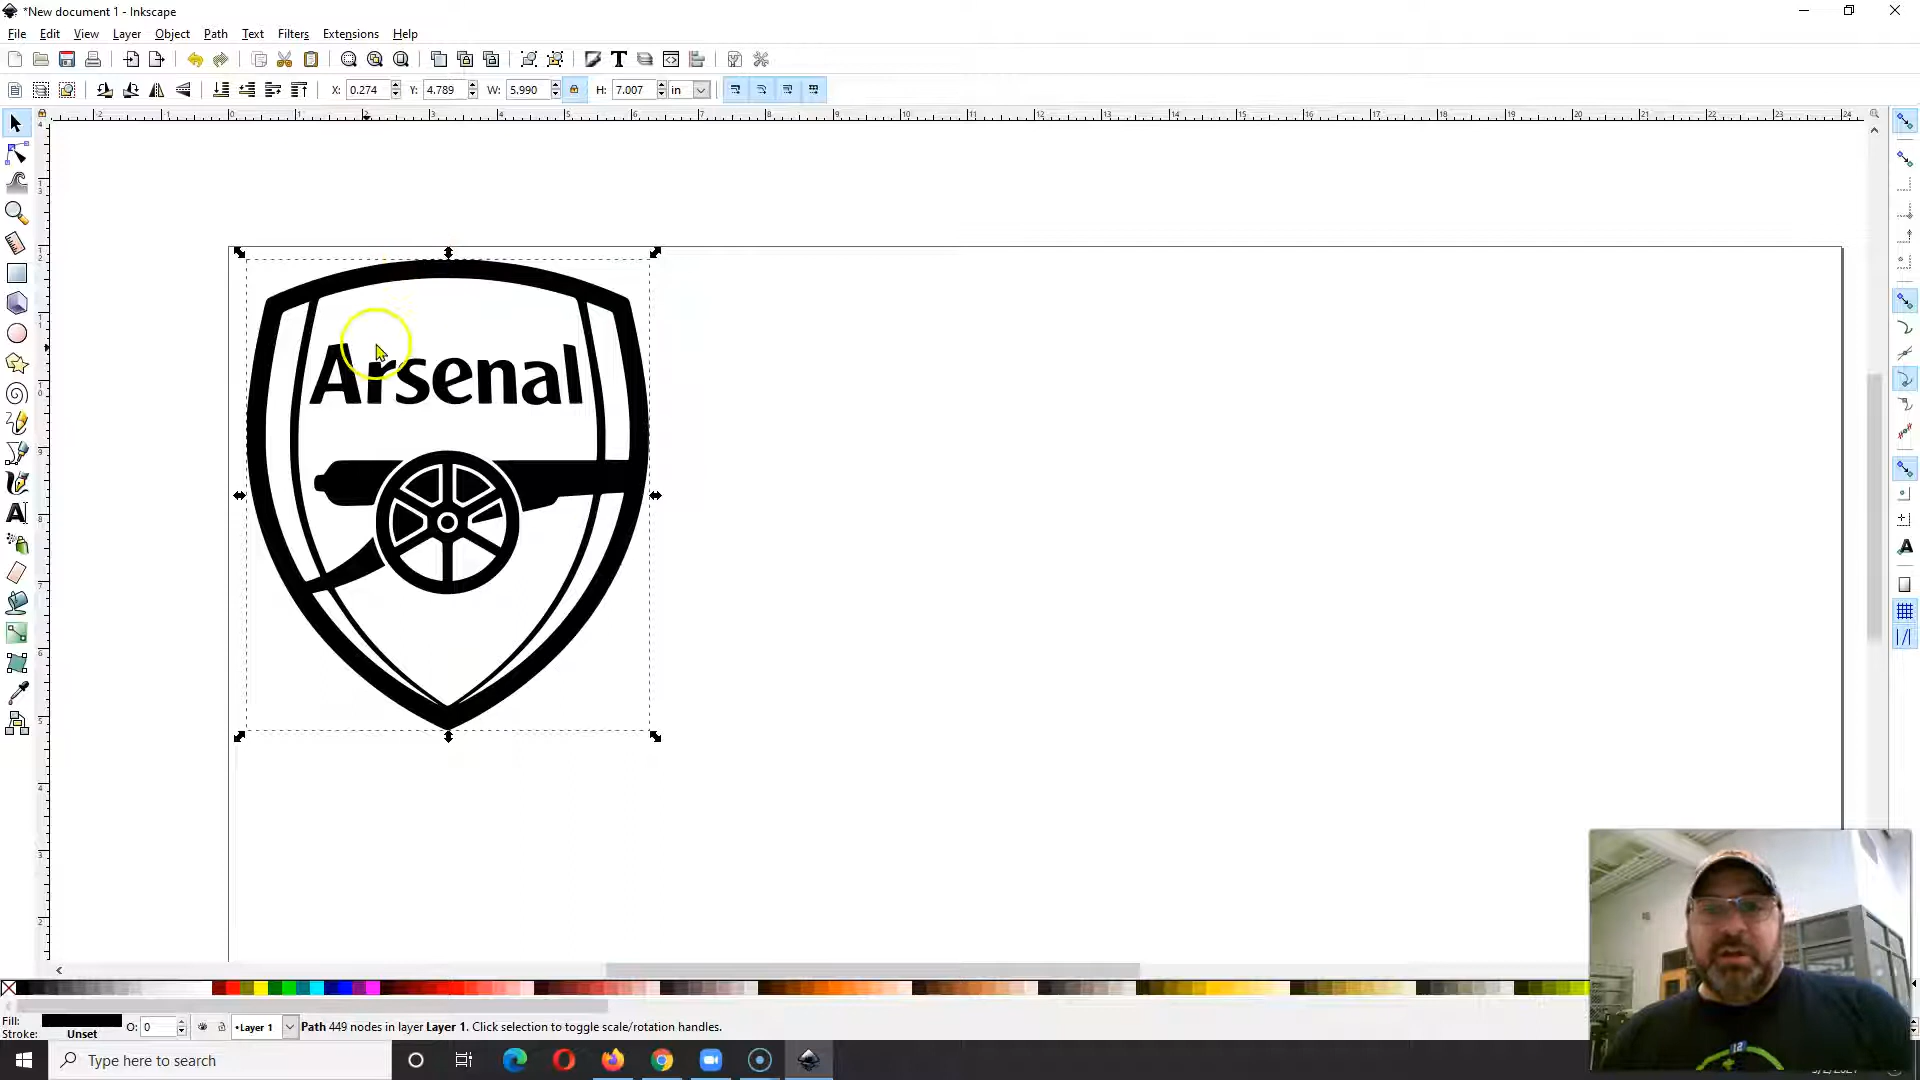 *New document 1 - Inkscape
File Edit View Layer Object Path Text Filters Extensions Help
X: 0.274 Y: 4.789 W: 5.990 H: 7.007 in
Arsenal
Fill:
Stroke: Unset O: 0 •Layer 1 Path 449 nodes in layer Layer 1. Click selection to toggle scale/rotation handles.
Type here to search